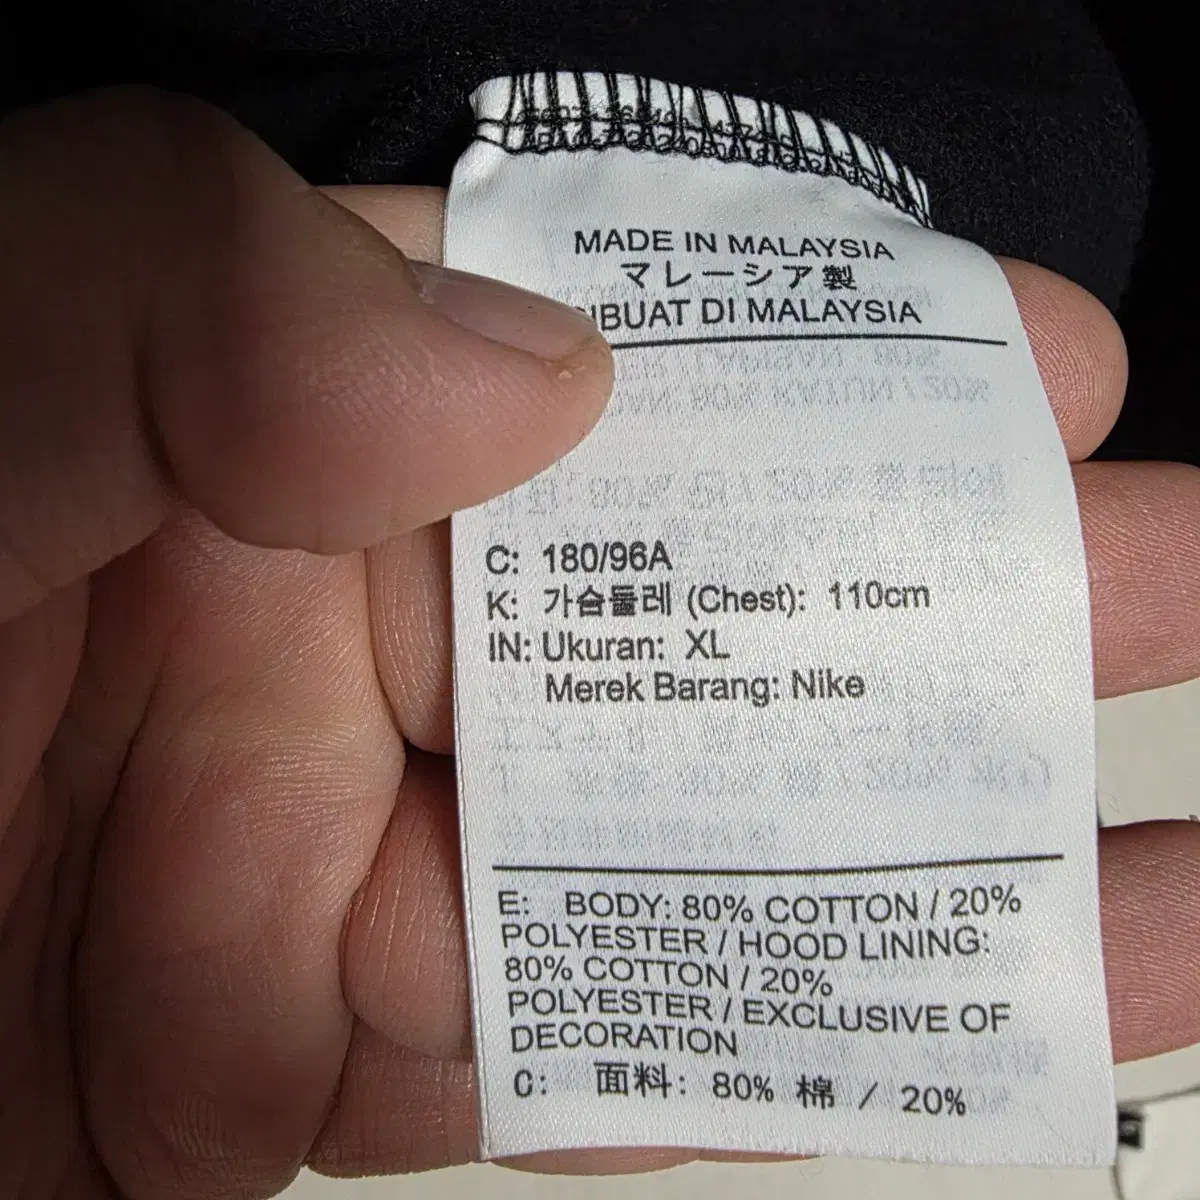 MADE IN MALAYSIA
マレーシア製
IBUAT DI MALAYSIA
C: 180/96A
K: 가슴둘레 (Chest): 110cm
IN: Ukuran: XL
Merek Barang: Nike
E: BODY: 80% COTTON / 20%
POLYESTER / HOOD LINING:
80% COTTON / 20%
POLYESTER / EXCLUSIVE OF
DECORATION
C: 面料: 80% 棉 / 20%